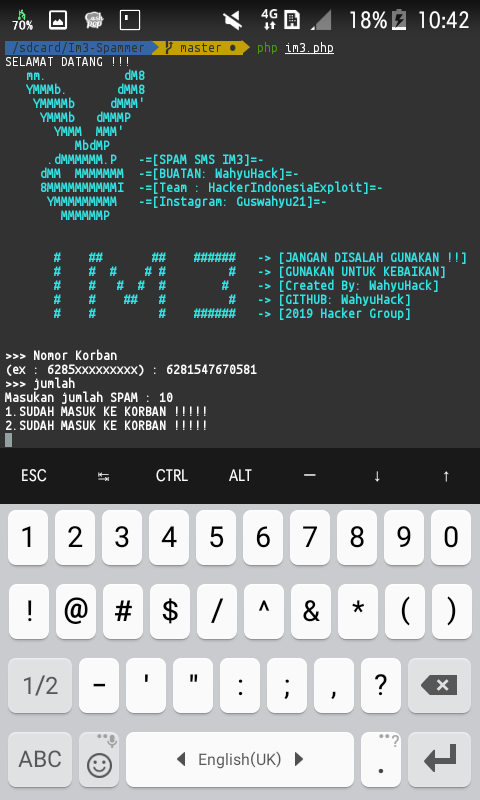 70% Cash pop 4G 18% 10:42
/sdcard/Im3-Spammer master ● php im3.php
SELAMAT DATANG !!!
mm. dM8
YMMMb. dMM8
YMMMMb dMMM'
YMMMb dMMMP
YMMM MMM'
MbdMP
.dMMMMMM.P -=[SPAM SMS IM3]=-
dMM MMMMMMM -=[BUATAN: WahyuHack]=-
8MMMMMMMMMMI -=[Team : HackerIndonesiaExploit]=-
YMMMMMMMMM -=[Instagram: Guswahyu21]=-
MMMMMMP
# ## ## ###### -> [JANGAN DISALAH GUNAKAN !!]
# # # # # # -> [GUNAKAN UNTUK KEBAIKAN]
# # # # # # -> [Created By: WahyuHack]
# # ## # # -> [GITHUB: WahyuHack]
# # # ###### -> [2019 Hacker Group]
>>> Nomor Korban
(ex : 6285xxxxxxxxx) : 6281547670581
>>> jumlah
Masukan jumlah SPAM : 10
1.SUDAH MASUK KE KORBAN !!!!!
2.SUDAH MASUK KE KORBAN !!!!!
ESC ↹ CTRL ALT — ↓ ↑
1 2 3 4 5 6 7 8 9 0
! @ # $ / ^ & * ( )
1/2 - ' " : ; , ?
ABC English(UK) . ?